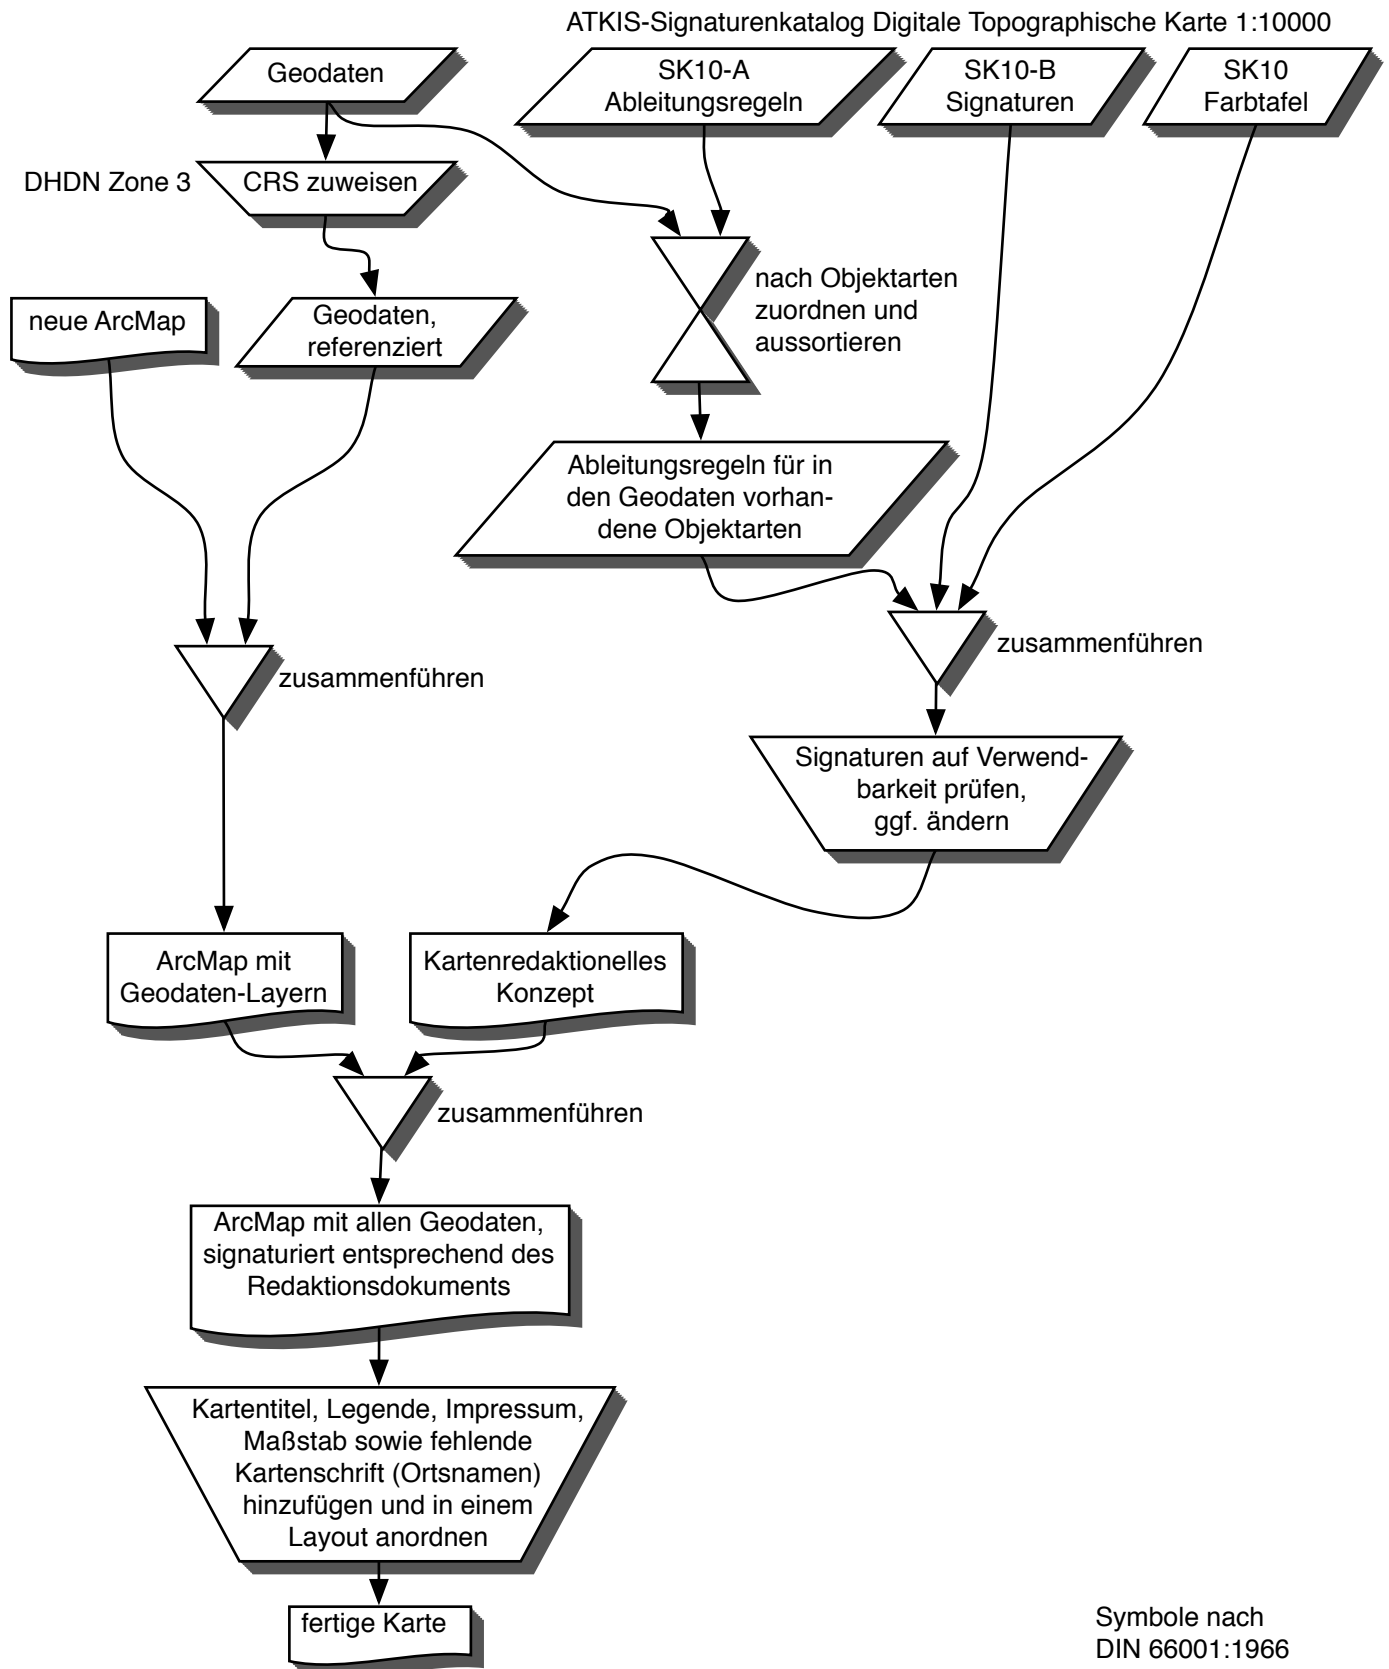 ATKIS-Signaturenkatalog Digitale Topographische Karte 1:10000
Geodaten
SK10-A
Ableitungsregeln
SK10-B
Signaturen
SK10
Farbtafel
DHDN Zone 3
CRS zuweisen
nach Objektarten
zuordnen und
aussortieren
neue ArcMap
Geodaten,
referenziert
Ableitungsregeln für in
den Geodaten vorhan-
dene Objektarten
zusammenführen
zusammenführen
Signaturen auf Verwend-
barkeit prüfen,
ggf. ändern
ArcMap mit
Geodaten-Layern
Kartenredaktionelles
Konzept
zusammenführen
ArcMap mit allen Geodaten,
signaturiert entsprechend des
Redaktionsdokuments
Kartentitel, Legende, Impressum,
Maßstab sowie fehlende
Kartenschrift (Ortsnamen)
hinzufügen und in einem
Layout anordnen
fertige Karte
Symbole nach
DIN 66001:1966